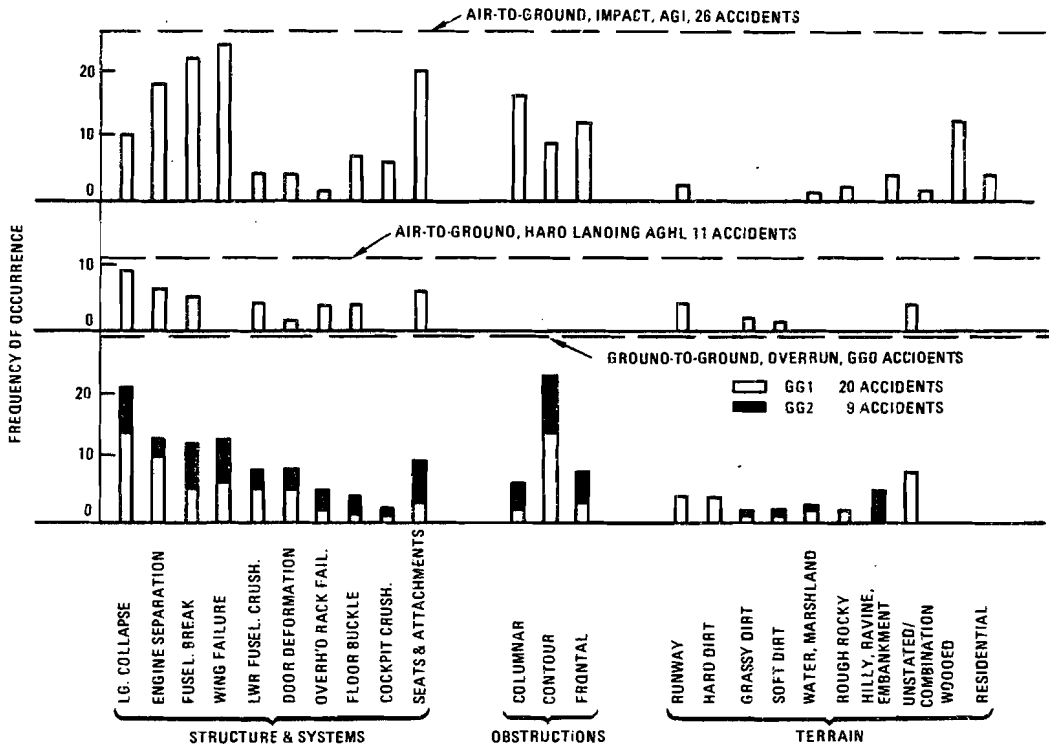 AIR-TO-GROUND, IMPACT, AGI, 26 ACCIDENTS
20
10
0
AIR-TO-GROUND, HARD LANDING AGHL 11 ACCIDENTS
10
0
GROUND-TO-GROUND, OVERRUN, GGO ACCIDENTS
GG1 20 ACCIDENTS
GG2 9 ACCIDENTS
20
10
0
FREQUENCY OF OCCURRENCE
LG. COLLAPSE
ENGINE SEPARATION
FUSEL. BREAK
WING FAILURE
LWR FUSEL. CRUSH.
DOOR DEFORMATION
OVERH'D RACK FAIL.
FLOOR BUCKLE
COCKPIT CRUSH.
SEATS & ATTACHMENTS
COLUMNAR
CONTOUR
FRONTAL
RUNWAY
HARD DIRT
GRASSY DIRT
SOFT DIRT
WATER, MARSHLAND
ROUGH ROCKY
HILLY, RAVINE,
EMBANKMENT
UNSTATED/
COMBINATION
WOOED
RESIDENTIAL
STRUCTURE & SYSTEMS
OBSTRUCTIONS
TERRAIN